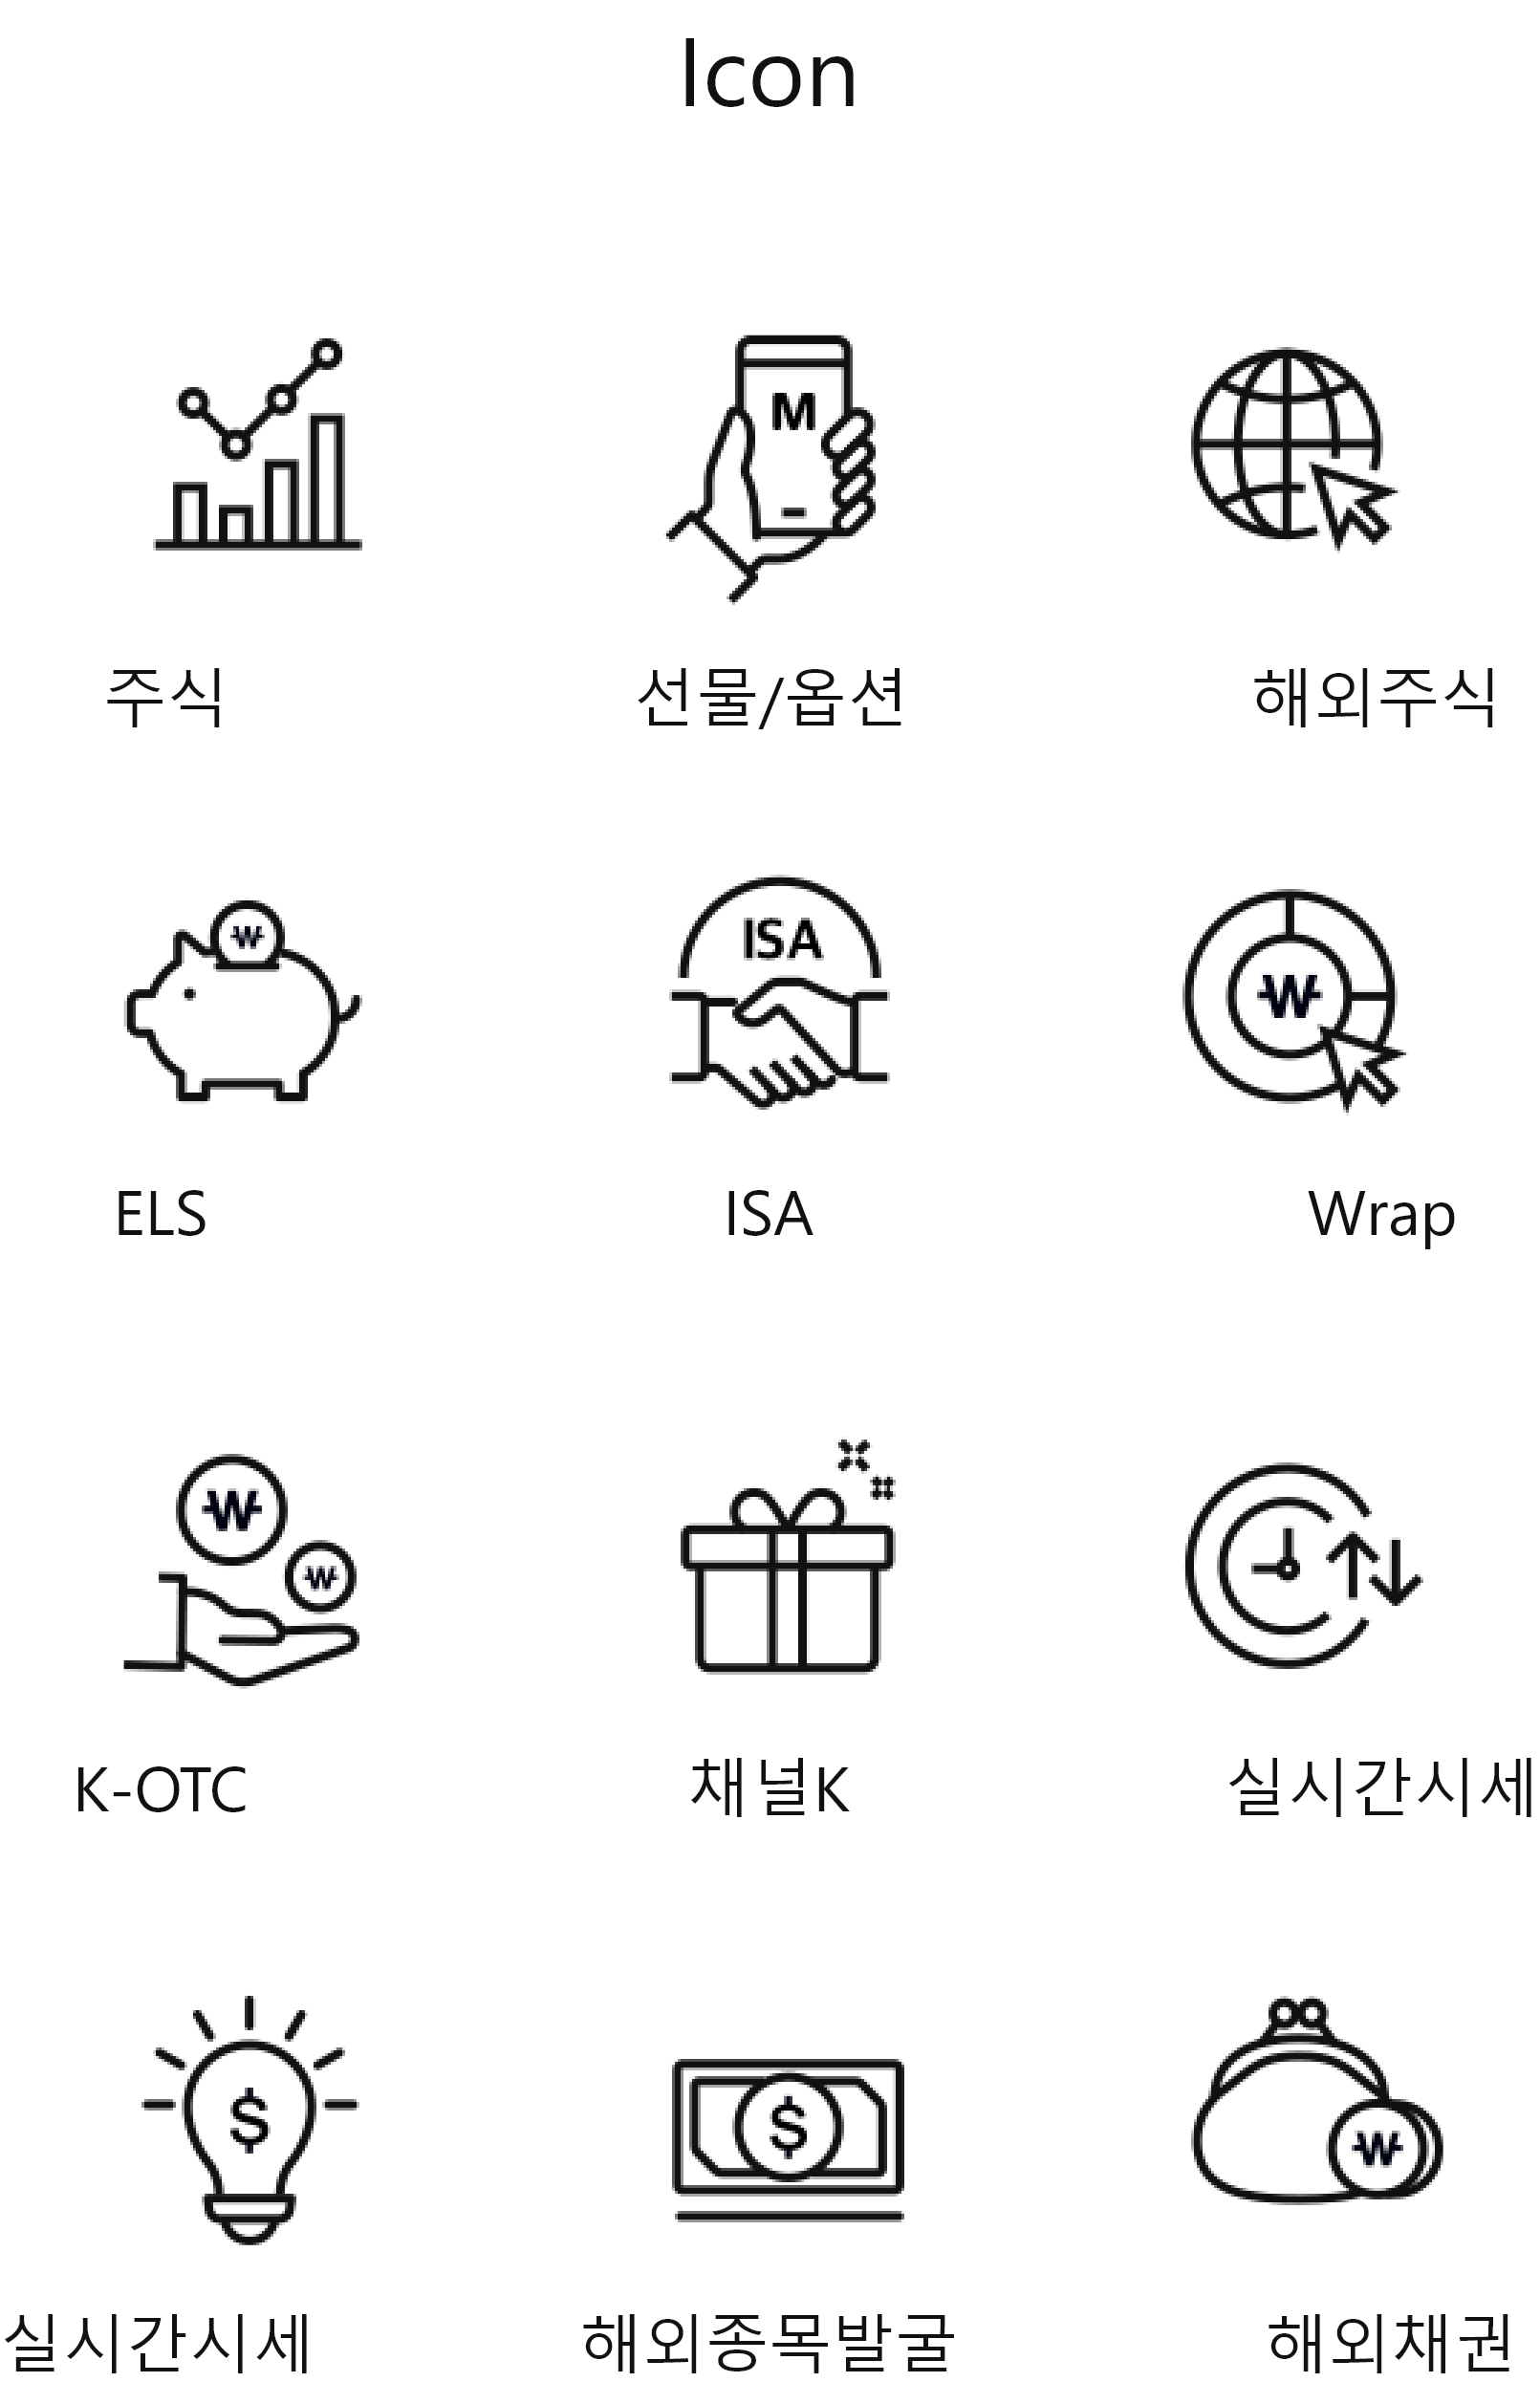 Icon
M
주식
선물/옵션
해외주식
₩
ISA
₩
ELS
ISA
Wrap
₩
₩
K-OTC
채널K
실시간시세
$
$
₩
실시간시세
해외종목발굴
해외채권